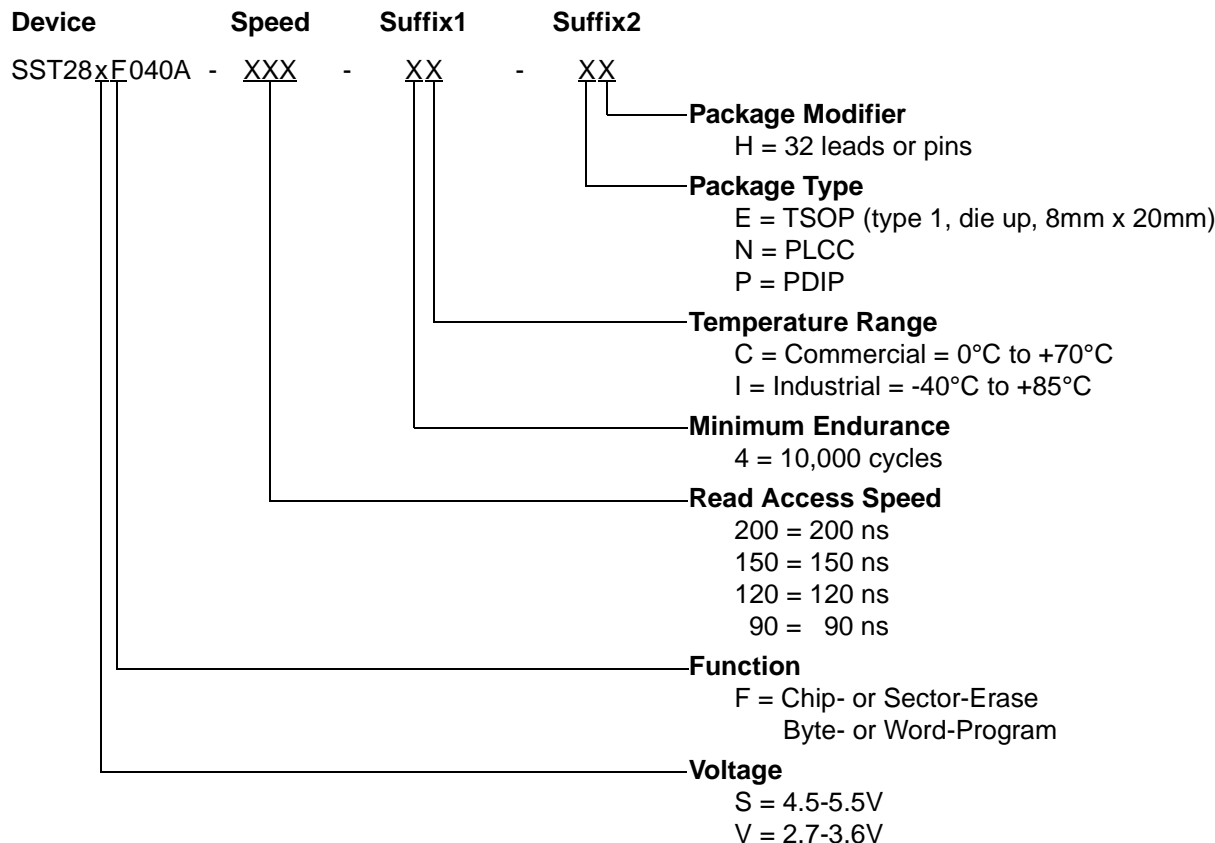 Device Speed Suffix1 Suffix2
SST28xF040A - XXX - XX - XX
Package Modifier
H = 32 leads or pins
Package Type
E = TSOP (type 1, die up, 8mm x 20mm)
N = PLCC
P = PDIP
Temperature Range
C = Commercial = 0°C to +70°C
I = Industrial = -40°C to +85°C
Minimum Endurance
4 = 10,000 cycles
Read Access Speed
200 = 200 ns
150 = 150 ns
120 = 120 ns
90 = 90 ns
Function
F = Chip- or Sector-Erase
Byte- or Word-Program
Voltage
S = 4.5-5.5V
V = 2.7-3.6V